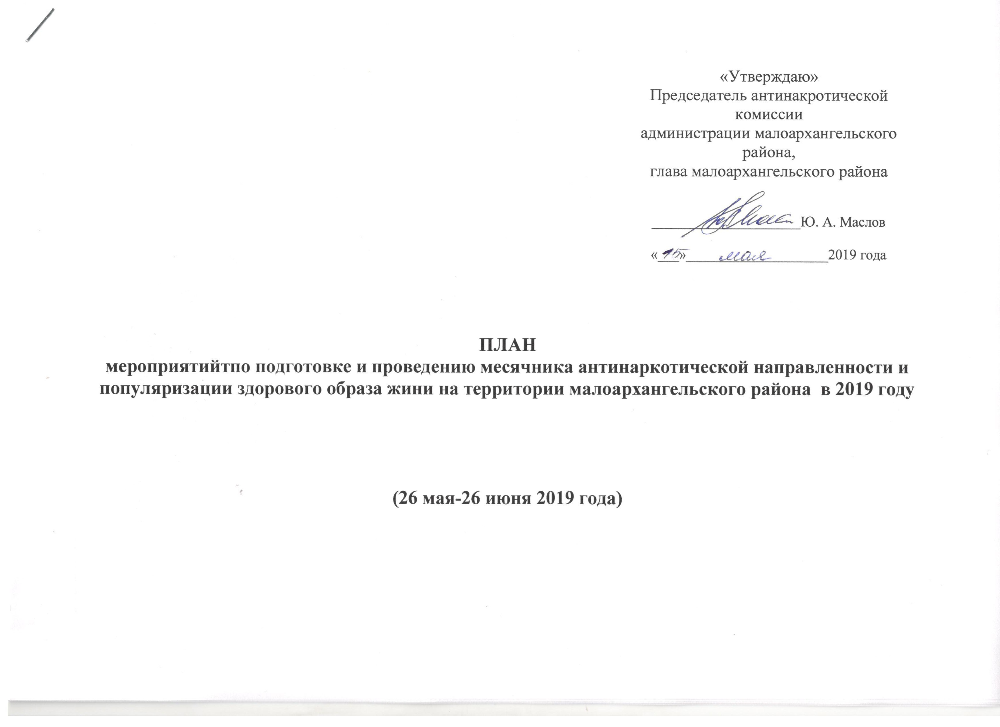 «Утверждаю»
Председатель антинакротической
комиссии
администрации малоархангельского
района,
глава малоархангельского района
Ю. А. Маслов
«15» мая 2019 года
ПЛАН
мероприятийтпо подготовке и проведению месячника антинаркотической направленности и
популяризации здорового образа жини на территории малоархангельского района в 2019 году
(26 мая-26 июня 2019 года)